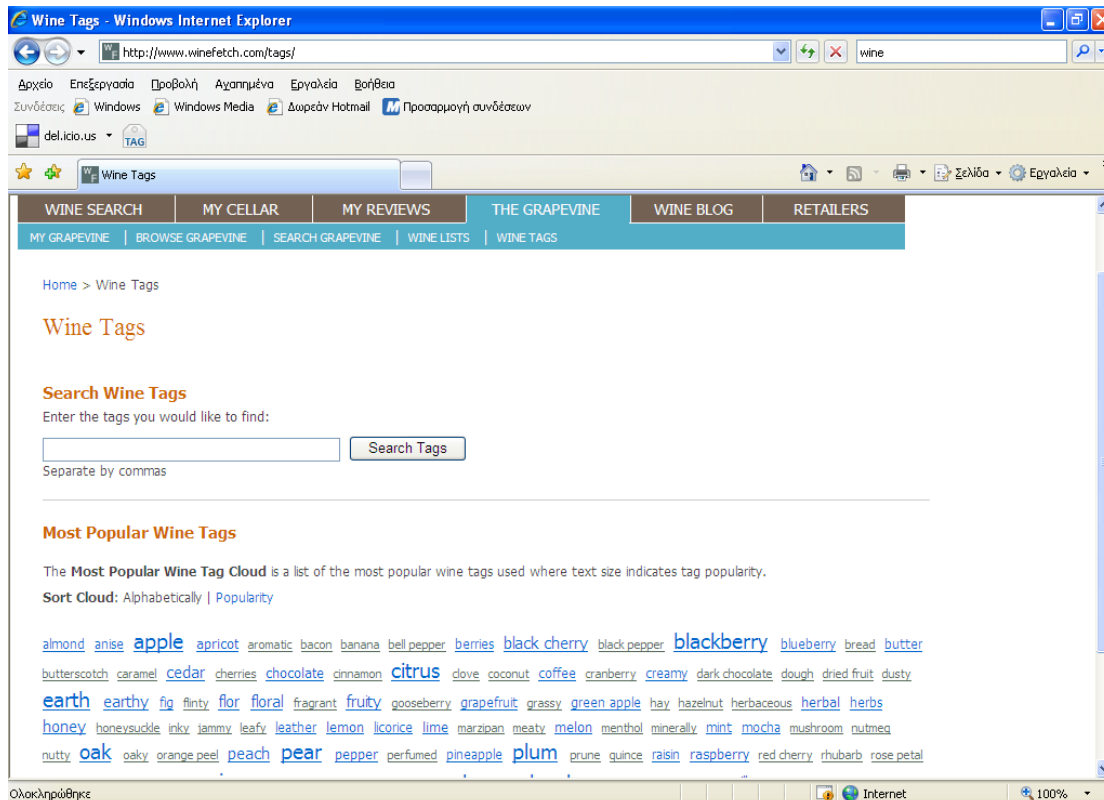 Wine Tags - Windows Internet Explorer
http://www.winefetch.com/tags/ wine
Αρχείο Επεξεργασία Προβολή Αγαπημένα Εργαλεία Βοήθεια
Συνδέσεις Windows Windows Media Δωρεάν Hotmail Προσαρμογή συνδέσεων
del.icio.us TAG
Wine Tags Σελίδα Εργαλεία
WINE SEARCH MY CELLAR MY REVIEWS THE GRAPEVINE WINE BLOG RETAILERS
MY GRAPEVINE | BROWSE GRAPEVINE | SEARCH GRAPEVINE | WINE LISTS | WINE TAGS
Home > Wine Tags
Wine Tags
Search Wine Tags
Enter the tags you would like to find:
Search Tags
Separate by commas
Most Popular Wine Tags
The Most Popular Wine Tag Cloud is a list of the most popular wine tags used where text size indicates tag popularity.
Sort Cloud: Alphabetically | Popularity
almond anise apple apricot aromatic bacon banana bell pepper berries black cherry black pepper blackberry blueberry bread butter
butterscotch caramel cedar cherries chocolate cinnamon citrus clove coconut coffee cranberry creamy dark chocolate dough dried fruit dusty
earth earthy fig flinty flor floral fragrant fruity gooseberry grapefruit grassy green apple hay hazelnut herbaceous herbal herbs
honey honeysuckle inky jammy leafy leather lemon licorice lime marzipan meaty melon menthol minerally mint mocha mushroom nutmeg
nutty oak oaky orange peel peach pear pepper perfumed pineapple plum prune quince raisin raspberry red cherry rhubarb rose petal
Ολοκληρώθηκε Internet 100%